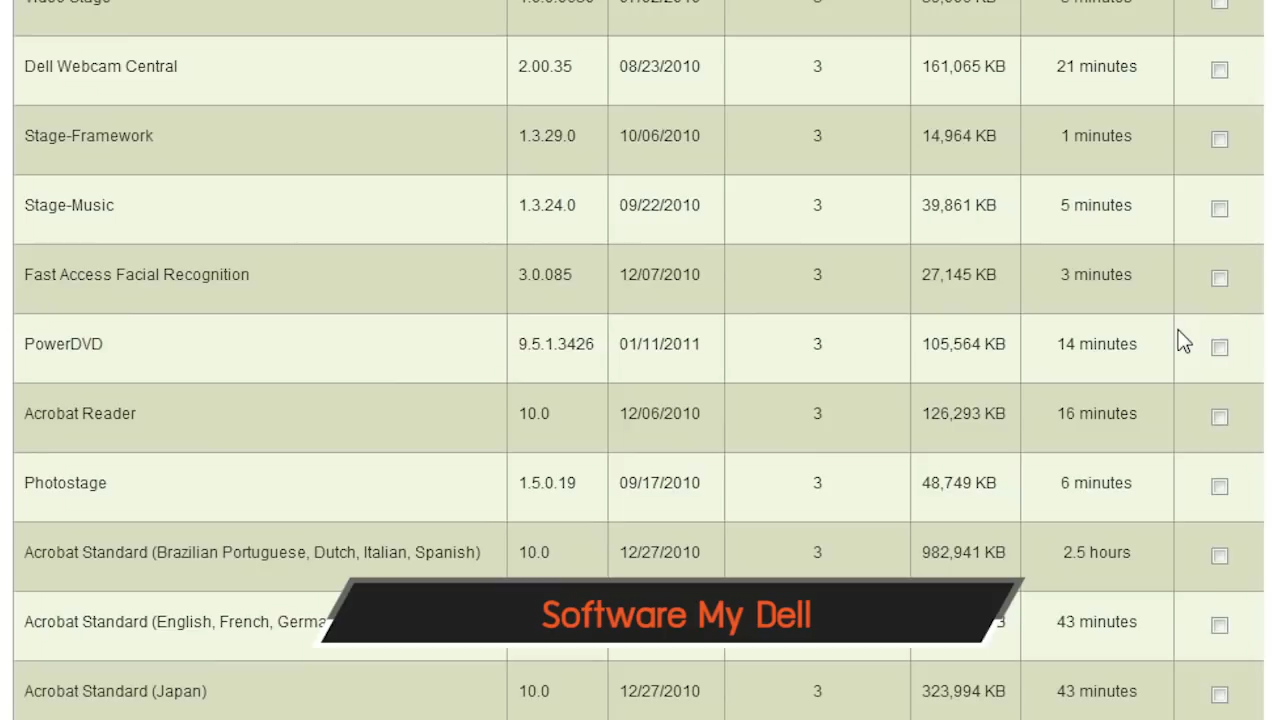 Dell Webcam Central 2.00.35 08/23/2010 3 161,065 KB 21 minutes
Stage-Framework 1.3.29.0 10/06/2010 3 14,964 KB 1 minutes
Stage-Music 1.3.24.0 09/22/2010 3 39,861 KB 5 minutes
Fast Access Facial Recognition 3.0.085 12/07/2010 3 27,145 KB 3 minutes
PowerDVD 9.5.1.3426 01/11/2011 3 105,564 KB 14 minutes
Acrobat Reader 10.0 12/06/2010 3 126,293 KB 16 minutes
Photostage 1.5.0.19 09/17/2010 3 48,749 KB 6 minutes
Acrobat Standard (Brazilian Portuguese, Dutch, Italian, Spanish) 10.0 12/27/2010 3 982,941 KB 2.5 hours
Acrobat Standard (English, French, Germa 43 minutes
Software My Dell
Acrobat Standard (Japan) 10.0 12/27/2010 3 323,994 KB 43 minutes